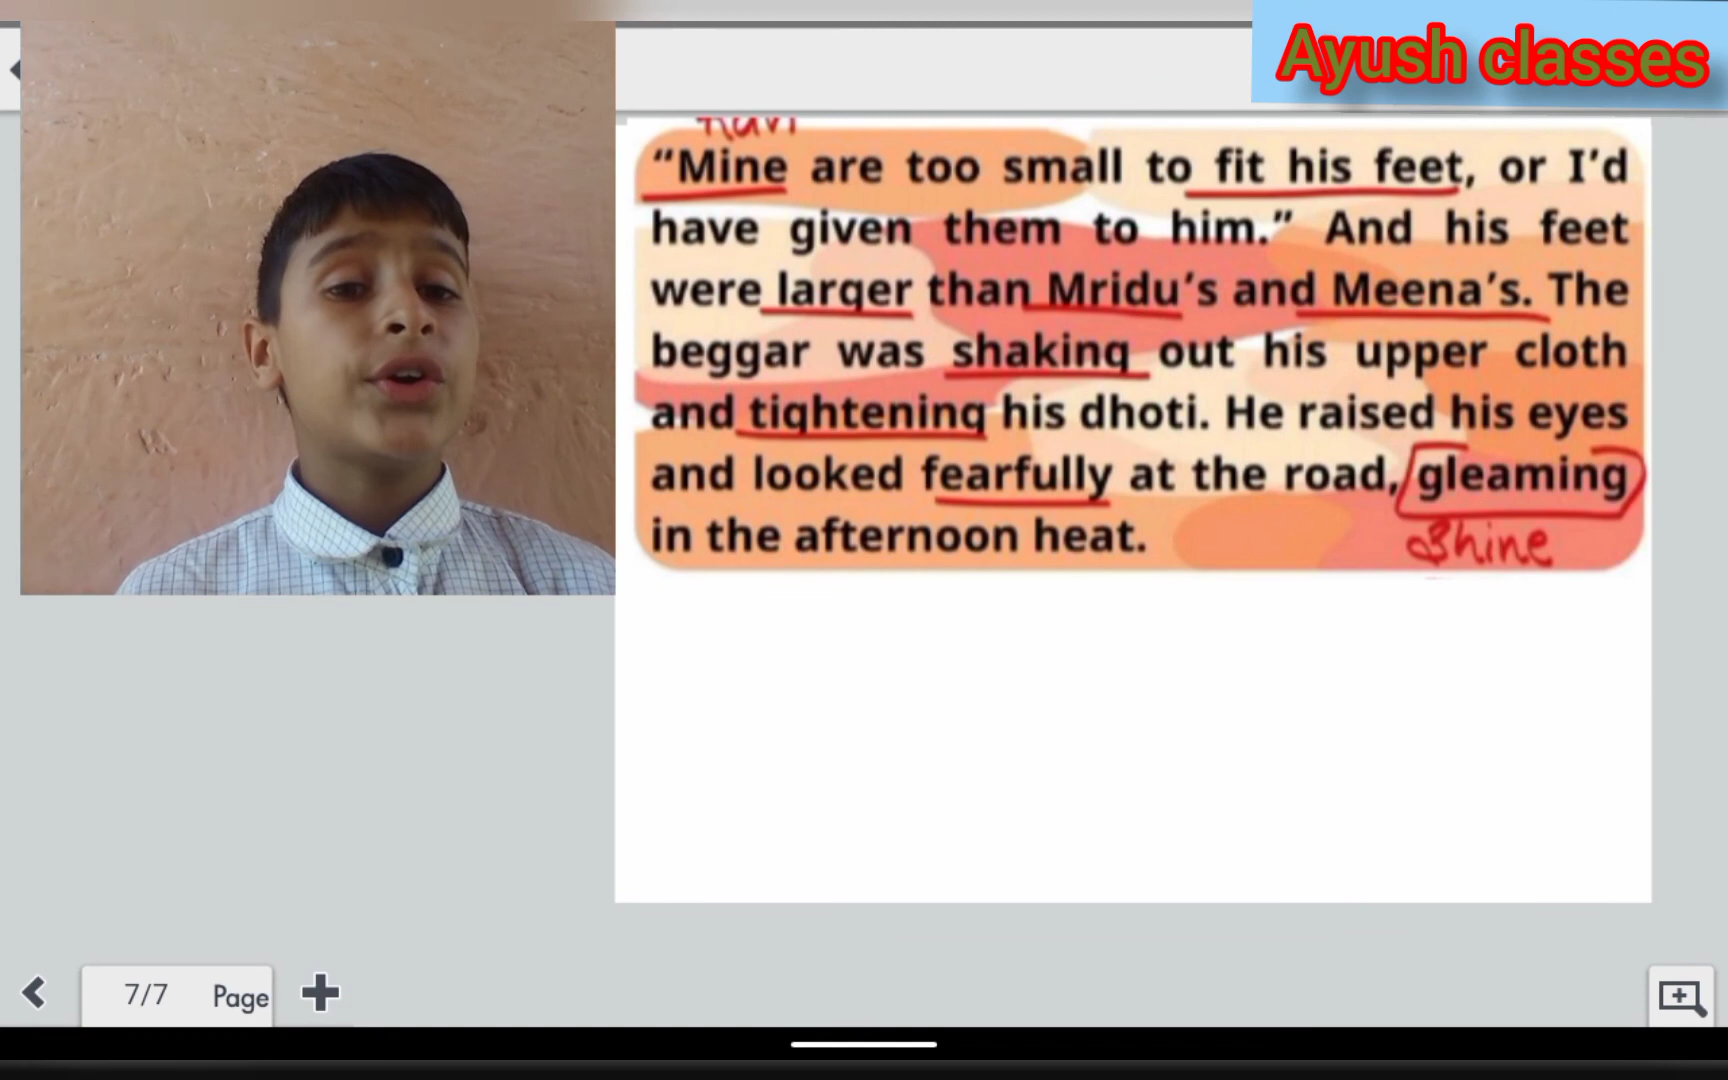 Ayush classes
Ravi
“Mine are too small to fit his feet, or I’d
have given them to him.” And his feet
were larger than Mridu’s and Meena’s. The
beggar was shaking out his upper cloth
and tightening his dhoti. He raised his eyes
and looked fearfully at the road, gleaming
in the afternoon heat.
Shine
7/7 Page